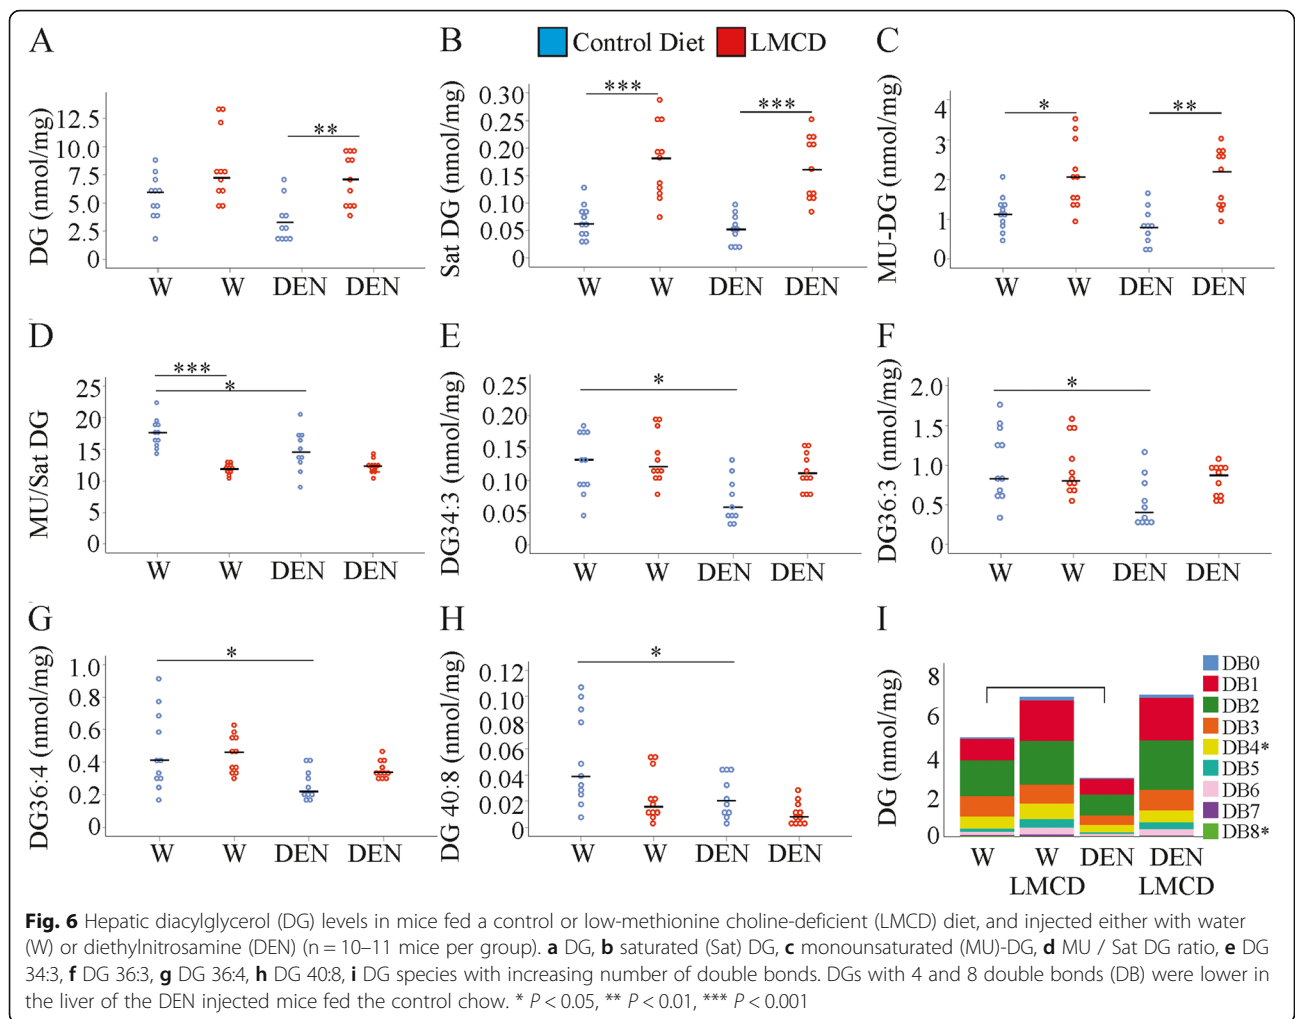 Control Diet LMCD
A
DG (nmol/mg)
12.5
10.0
7.5
5.0
2.5
0
**
W W DEN DEN
B
Sat DG (nmol/mg)
0.30
0.25
0.20
0.15
0.10
0.05
0
*** ***
W W DEN DEN
C
MU-DG (nmol/mg)
4
3
2
1
0
* **
W W DEN DEN
D
MU/Sat DG
25
20
15
10
5
0
***
*
W W DEN DEN
E
DG34:3 (nmol/mg)
0.25
0.20
0.15
0.10
0.05
0
*
W W DEN DEN
F
DG36:3 (nmol/mg)
2.0
1.5
1.0
0.5
0
*
W W DEN DEN
G
DG36:4 (nmol/mg)
1.0
0.8
0.6
0.4
0.2
0
*
W W DEN DEN
H
DG 40:8 (nmol/mg)
0.12
0.10
0.08
0.06
0.04
0.02
0
*
W W DEN DEN
I
DG (nmol/mg)
8
6
4
2
0
W W DEN DEN
LMCD LMCD
DB0
DB1
DB2
DB3
DB4*
DB5
DB6
DB7
DB8*
Fig. 6 Hepatic diacylglycerol (DG) levels in mice fed a control or low-methionine choline-deficient (LMCD) diet, and injected either with water
(W) or diethylnitrosamine (DEN) (n = 10–11 mice per group). a DG, b saturated (Sat) DG, c monounsaturated (MU)-DG, d MU / Sat DG ratio, e DG
34:3, f DG 36:3, g DG 36:4, h DG 40:8, i DG species with increasing number of double bonds. DGs with 4 and 8 double bonds (DB) were lower in
the liver of the DEN injected mice fed the control chow. * P < 0.05, ** P < 0.01, *** P < 0.001